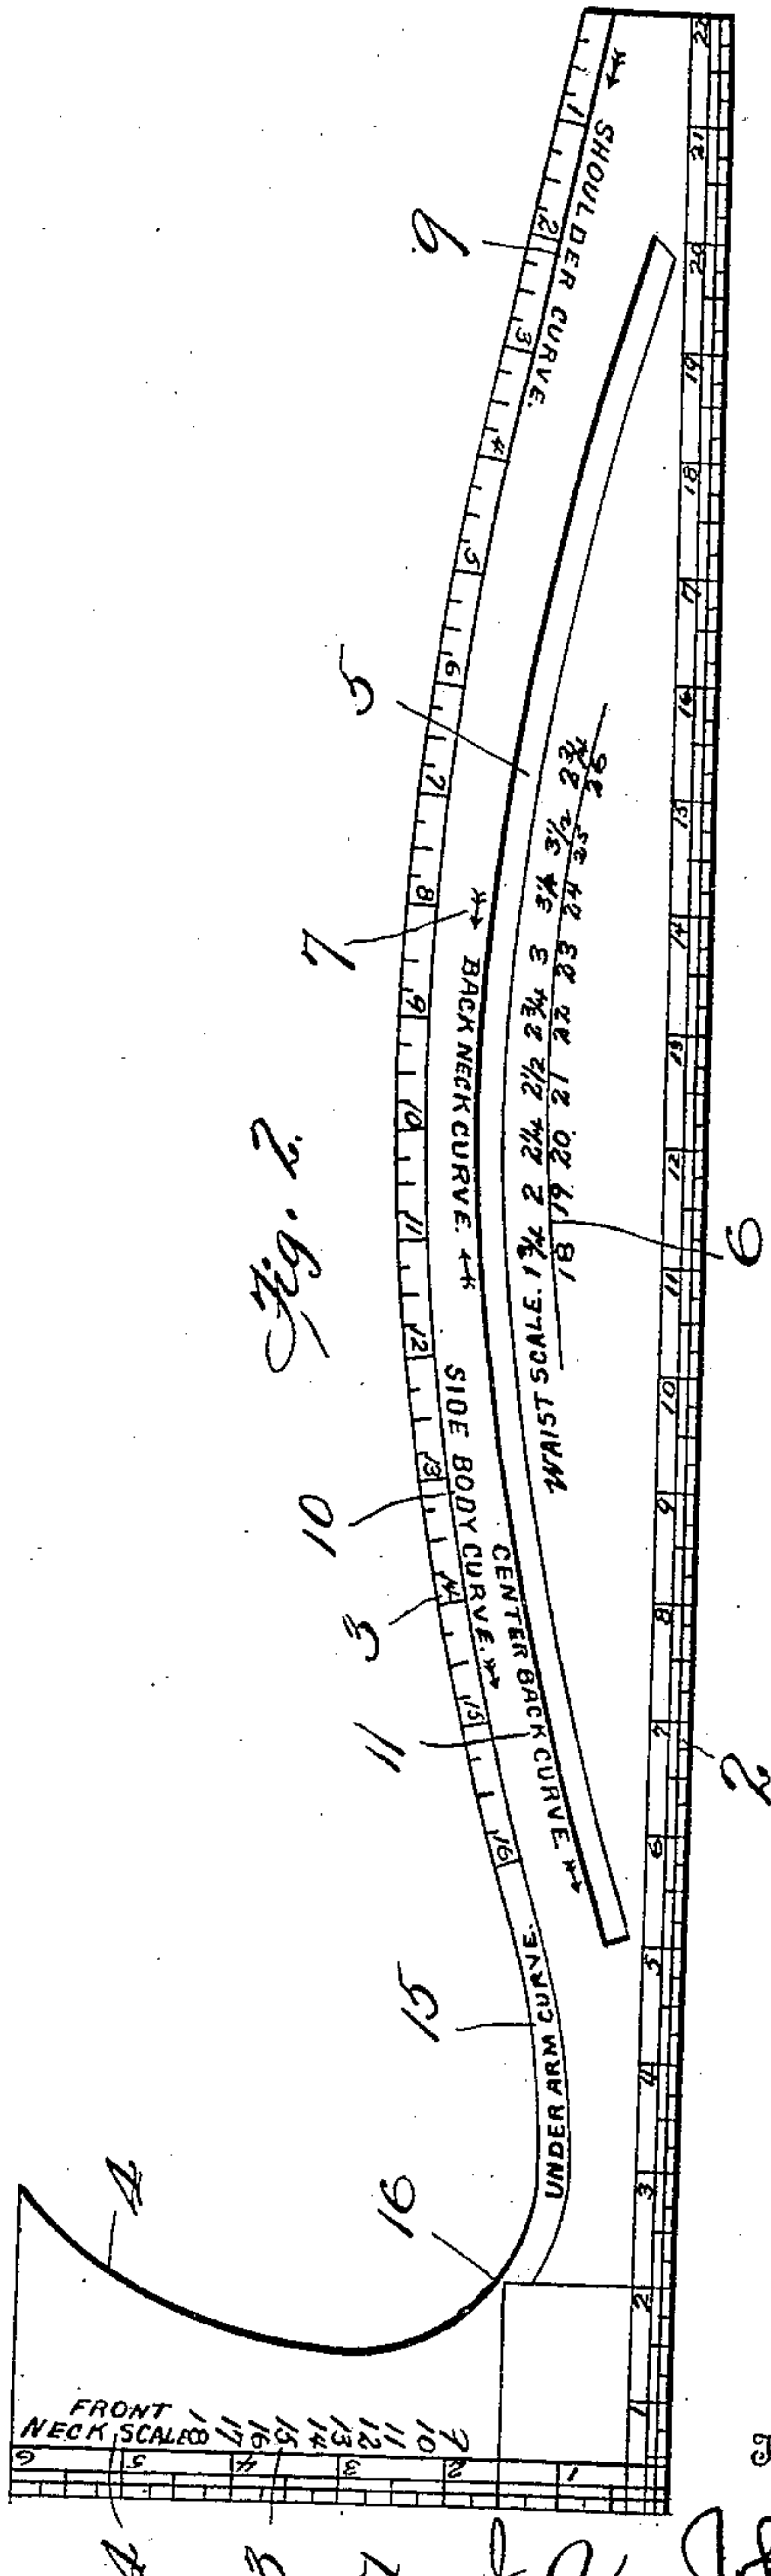 Fig. 2.
9
SHOULDER CURVE.
1 2 3 4 5 6 7 8 9 10 11 12 13 14 15 16
5
7
BACK NECK CURVE.
WAIST SCALE. 1¾ 2 2¼ 2½ 2¾ 3 3¼ 3½ 3¾
18 19 20 21 22 23 24 25 26
6
10
SIDE BODY CURVE.
3
CENTER BACK CURVE.
11
15
UNDER ARM CURVE.
16
4
22 21 20 19 18 17 16 15 14 13 12 11 10 9 8 7 6 5 4 3 2 1
2
FRONT
NECK SCALE
18 17 16 15 14 13 12 11 10
6 5 4 3 2 1
4
3